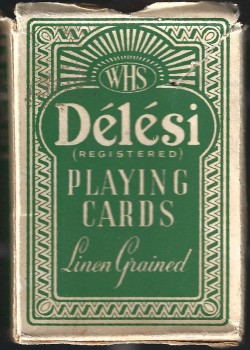 WHS
Délési
(REGISTERED)
PLAYING
CARDS
Linen Grained